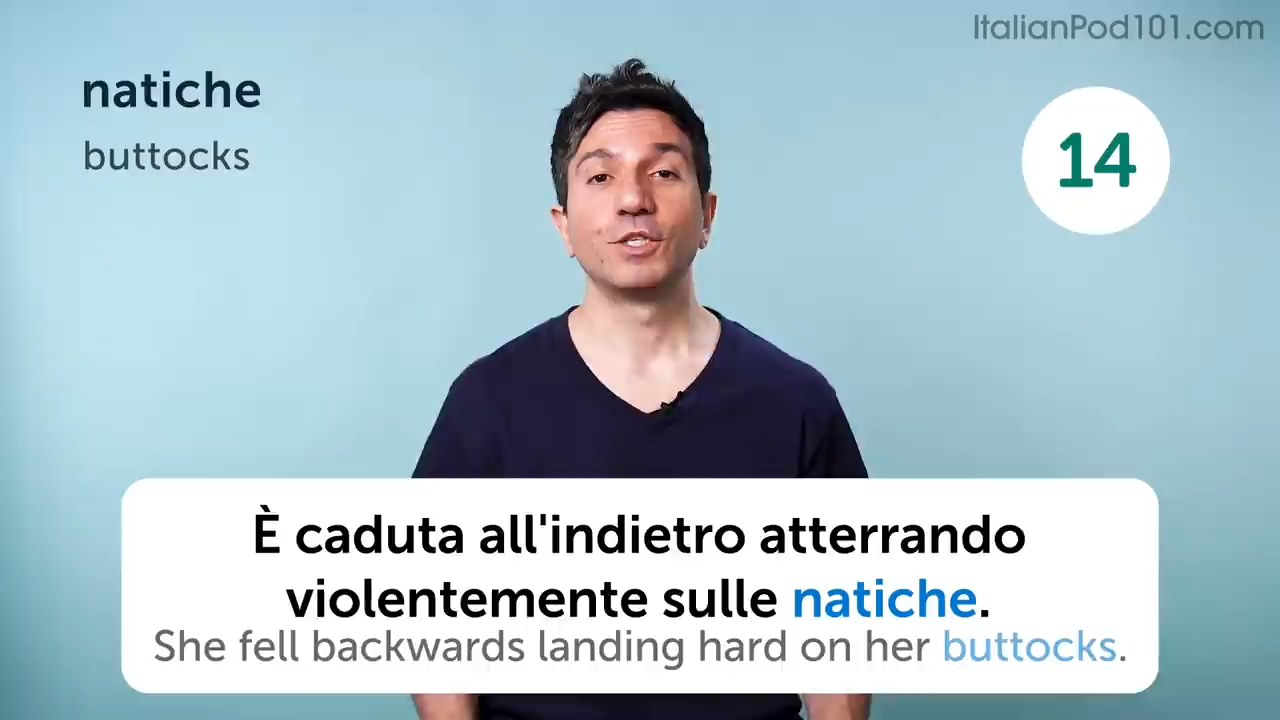 ItalianPod101.com
natiche
buttocks
14
È caduta all'indietro atterrando
violentemente sulle natiche.
She fell backwards landing hard on her buttocks.